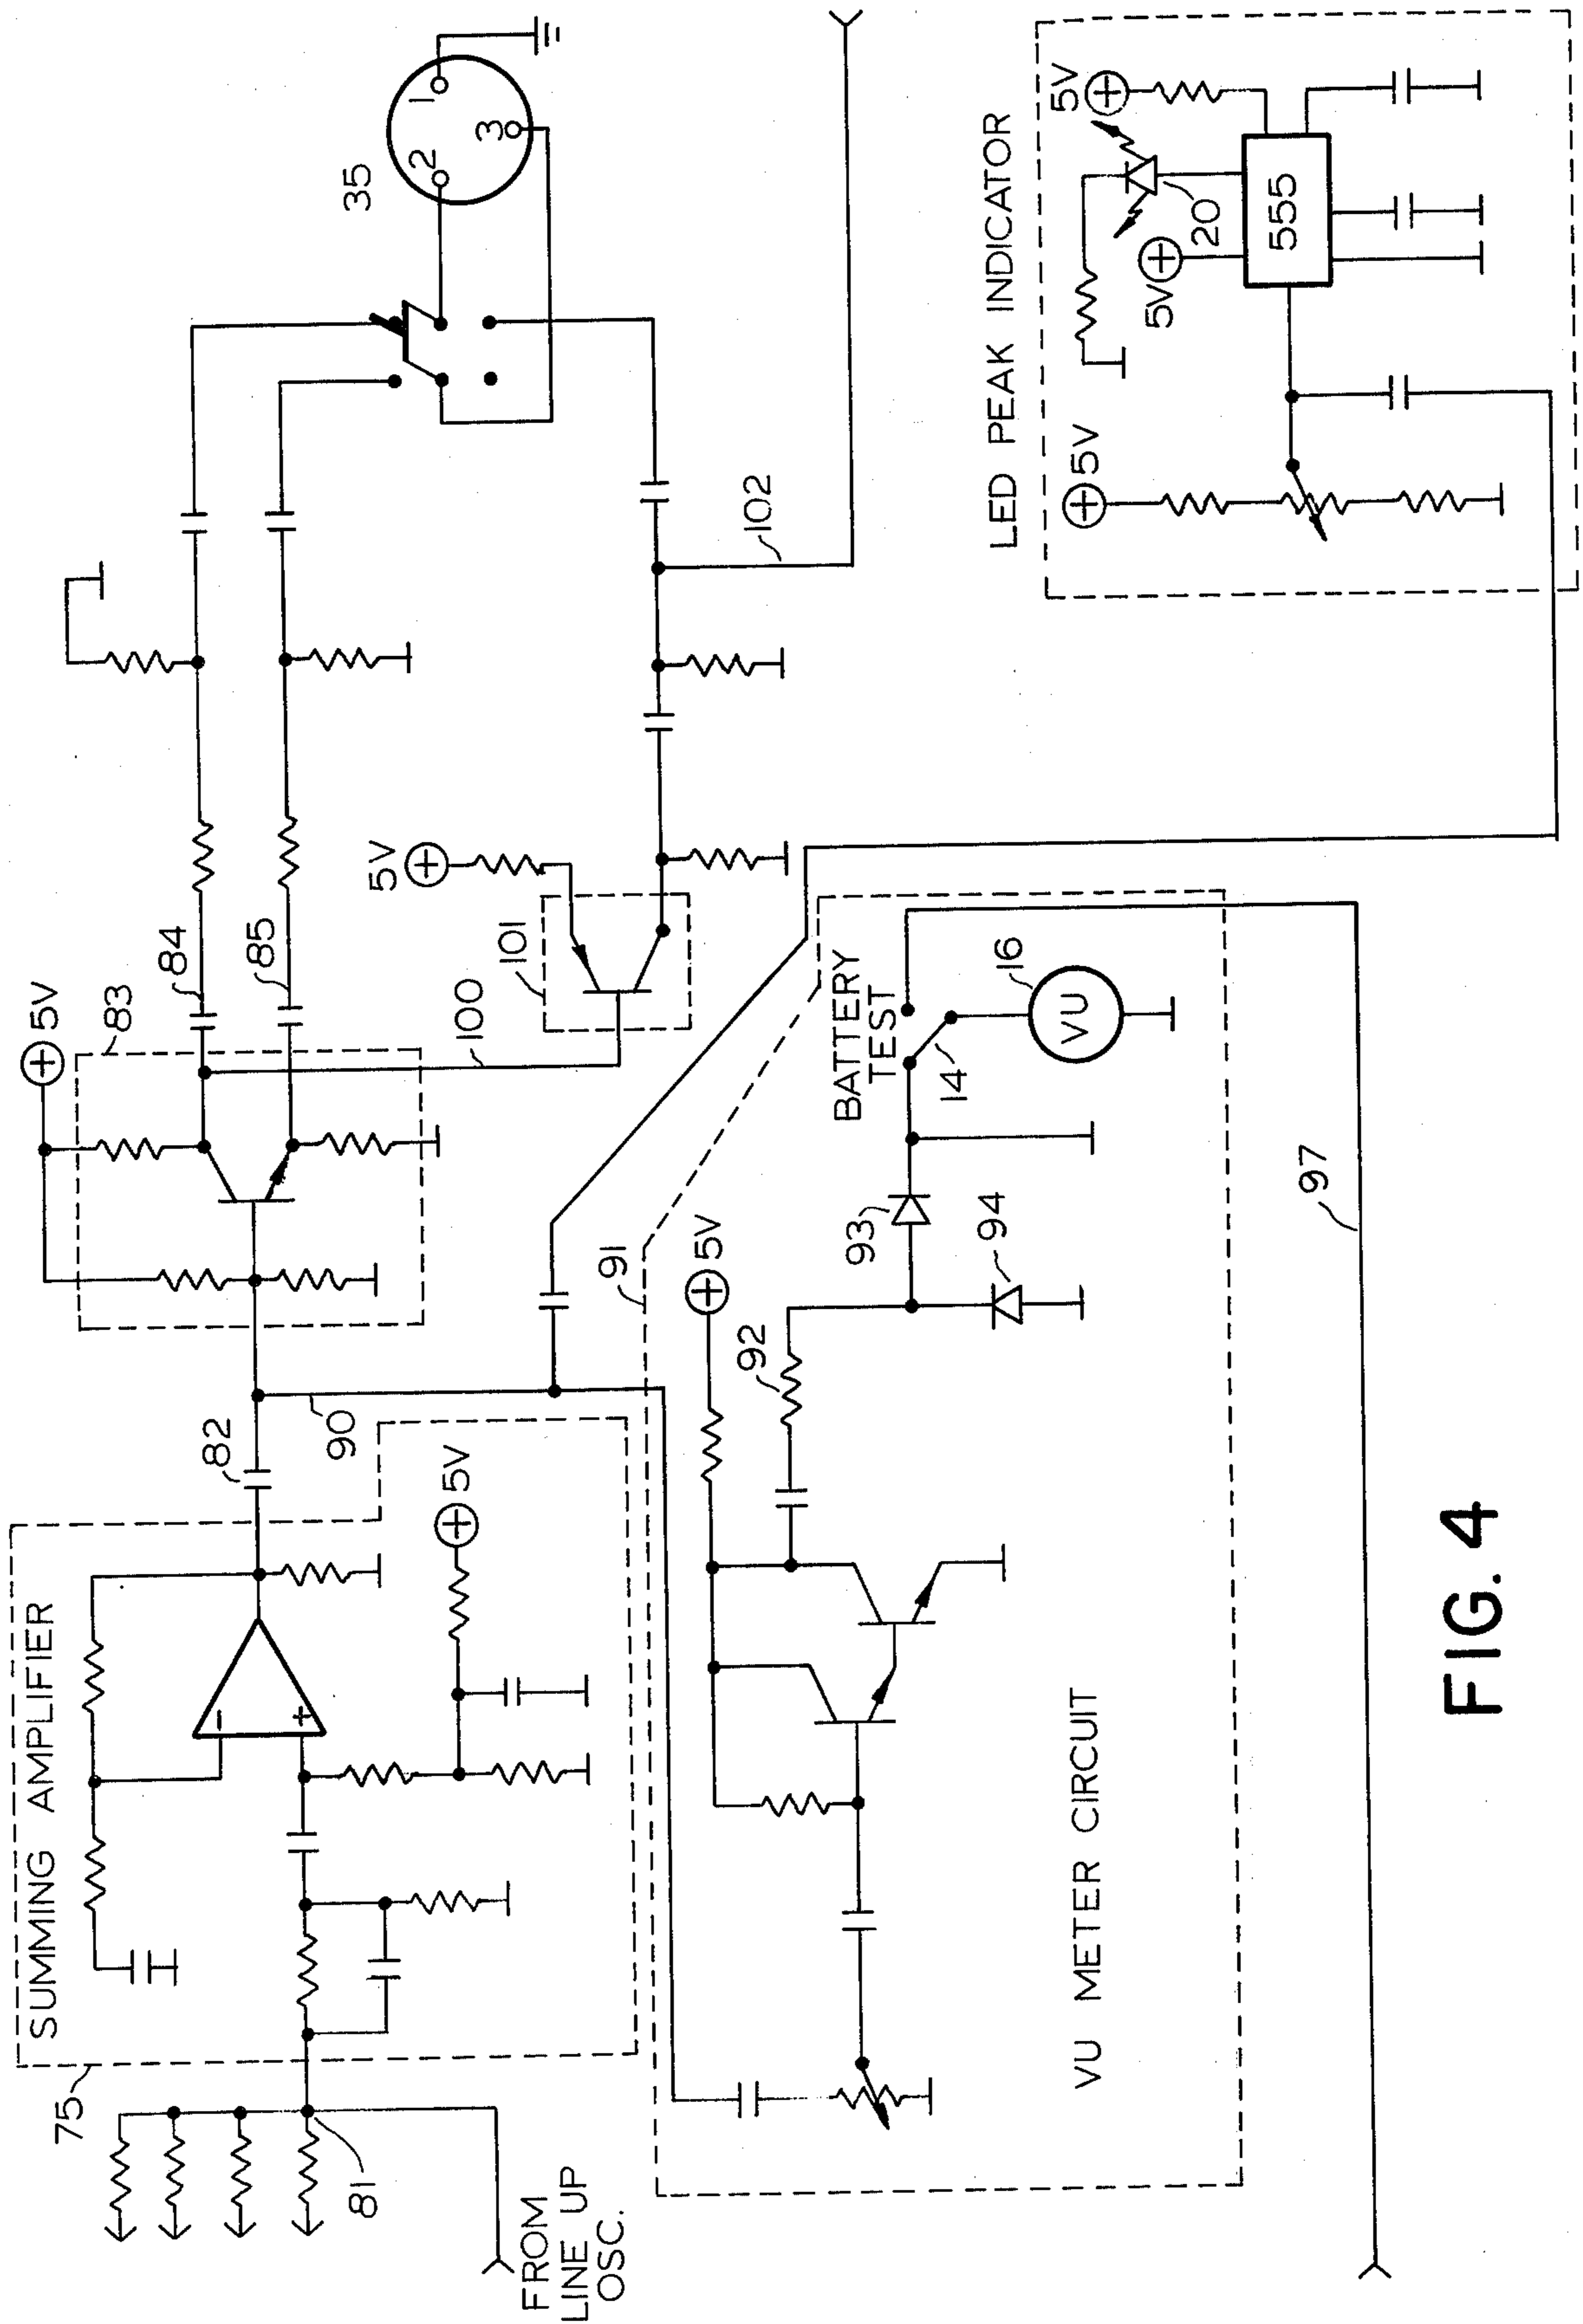 SUMMING AMPLIFIER
75
81
FROM
LINE UP
OSC.
−
+
5V
82
90
5V
83
84
85
100
101
5V
102
35
1
2
3
91
5V
92
93
94
BATTERY
TEST
14
16
VU
97
VU METER CIRCUIT
LED PEAK INDICATOR
5V
5V
20
5V
555
FIG. 4